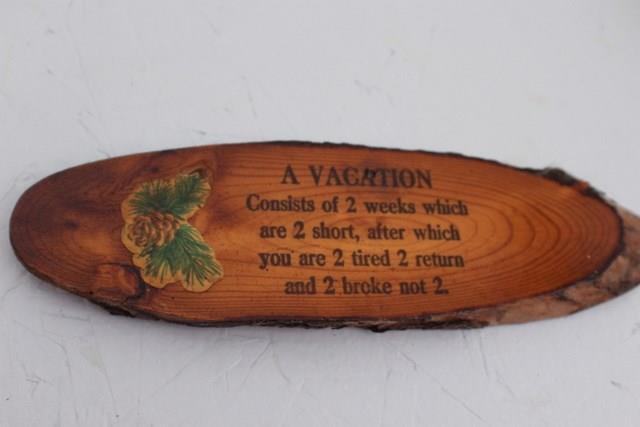 A VACATION
Consists of 2 weeks which
are 2 short, after which
you are 2 tired 2 return
and 2 broke not 2.